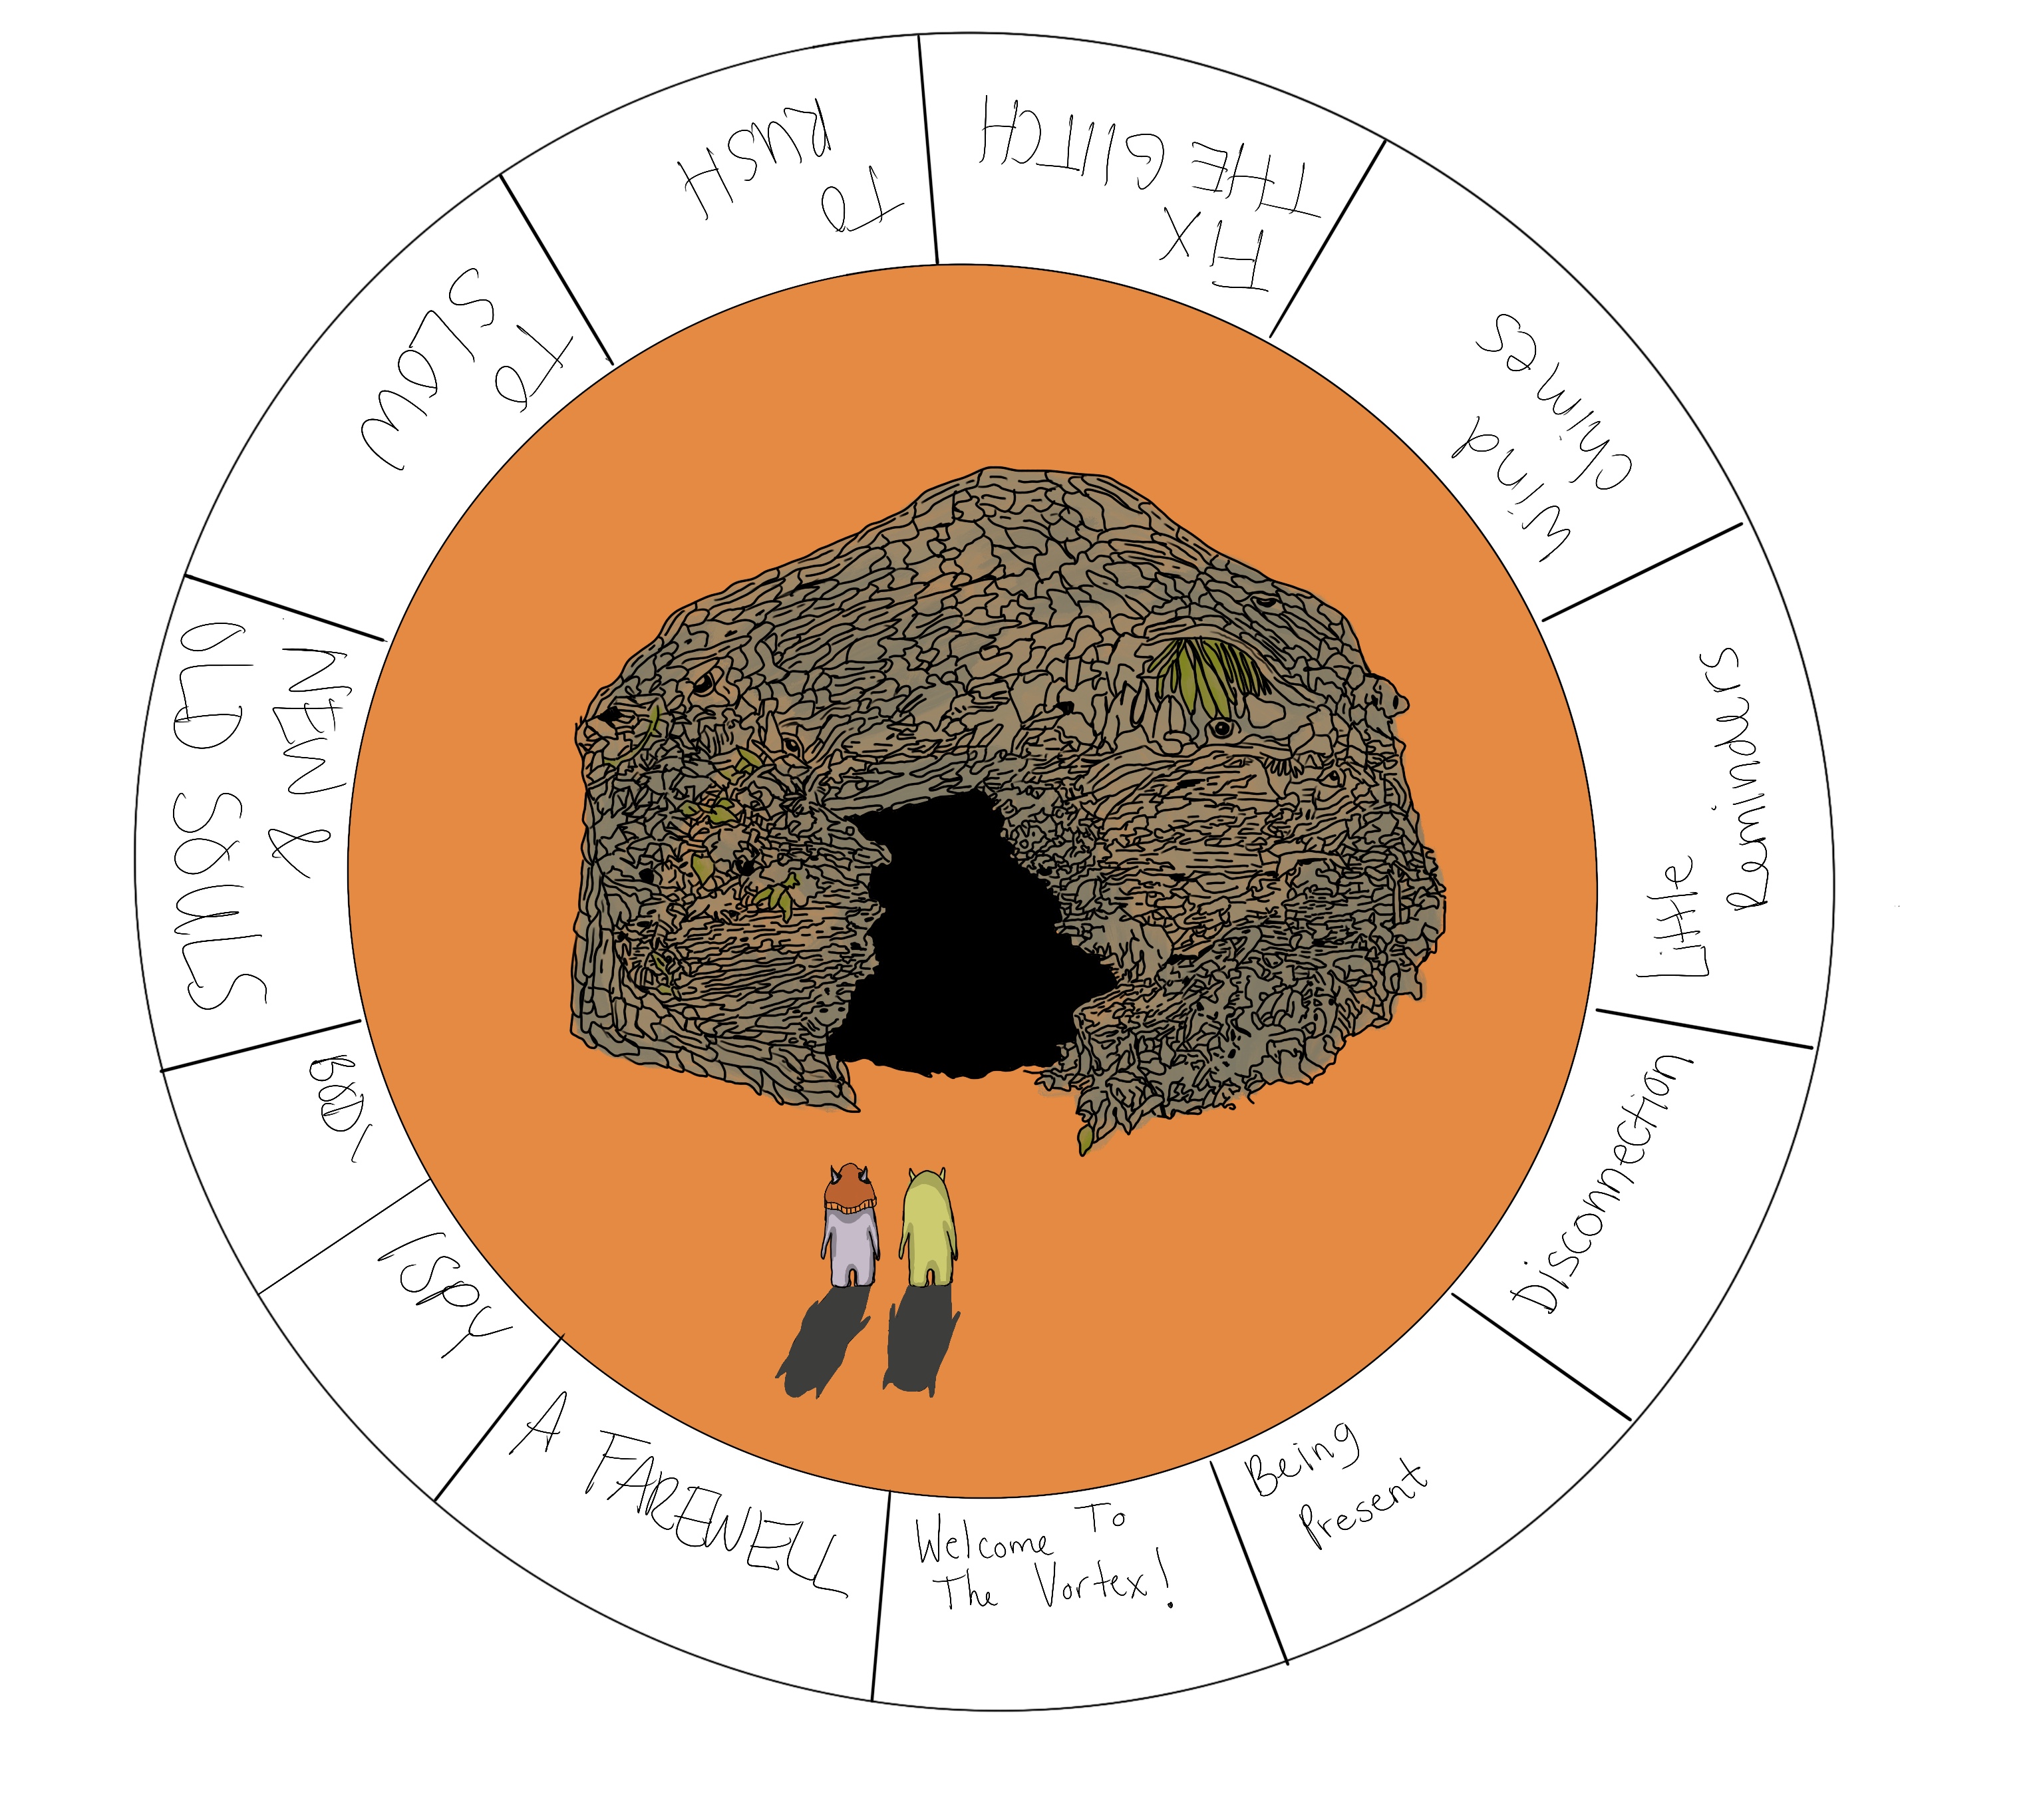 Welcome To
The Vortex!
Being
Present
Disconnection
Little
Reminders
Wind
chimes
FIX
THE GLITCH
TO
RUSH
TO
SLOW
NEW &
OLD SOULS
I SPY
A FAREWELL